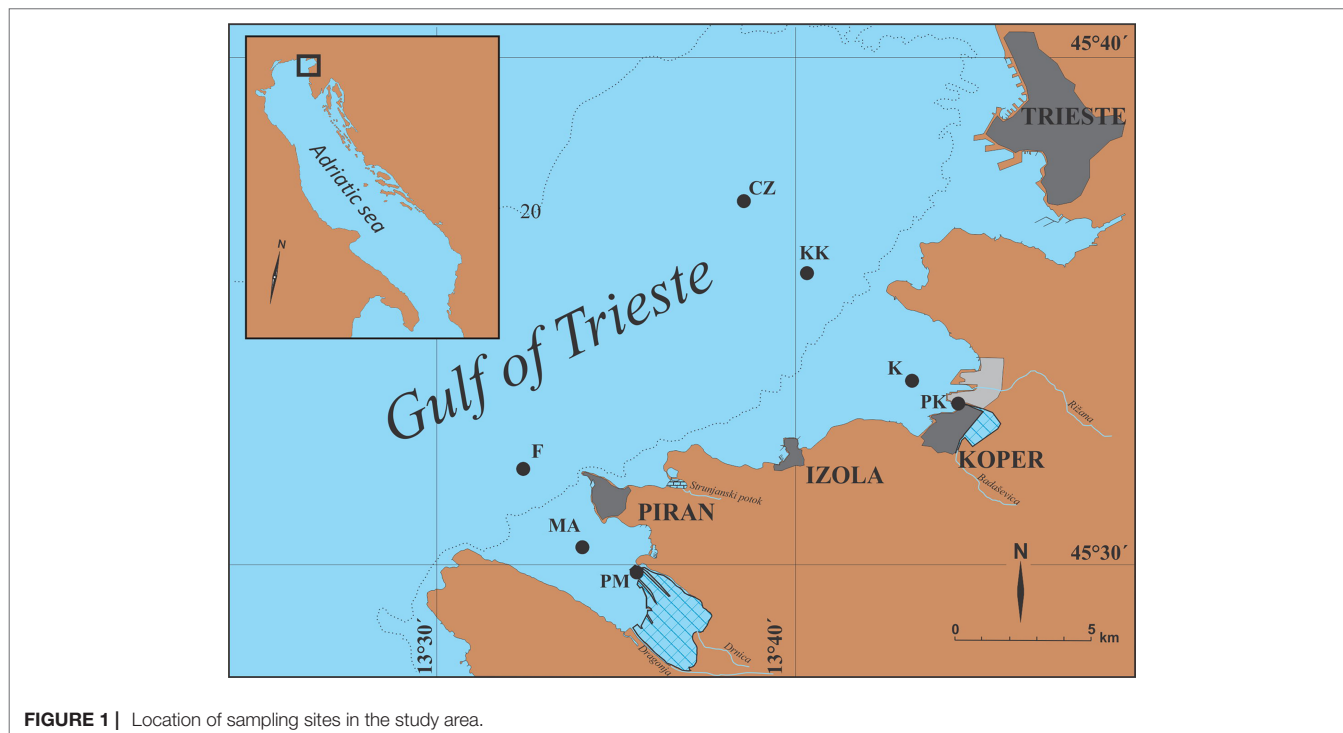 45°40´
N
Adriatic sea
TRIESTE
CZ
20
KK
Gulf of Trieste
K
PK
Rižana
F
KOPER
IZOLA
Badaševica
Strunjanski potok
PIRAN
MA
N
45°30´
PM
0 5
km
13°30´
13°40´
Drnica
Dragonja
FIGURE 1 | Location of sampling sites in the study area.